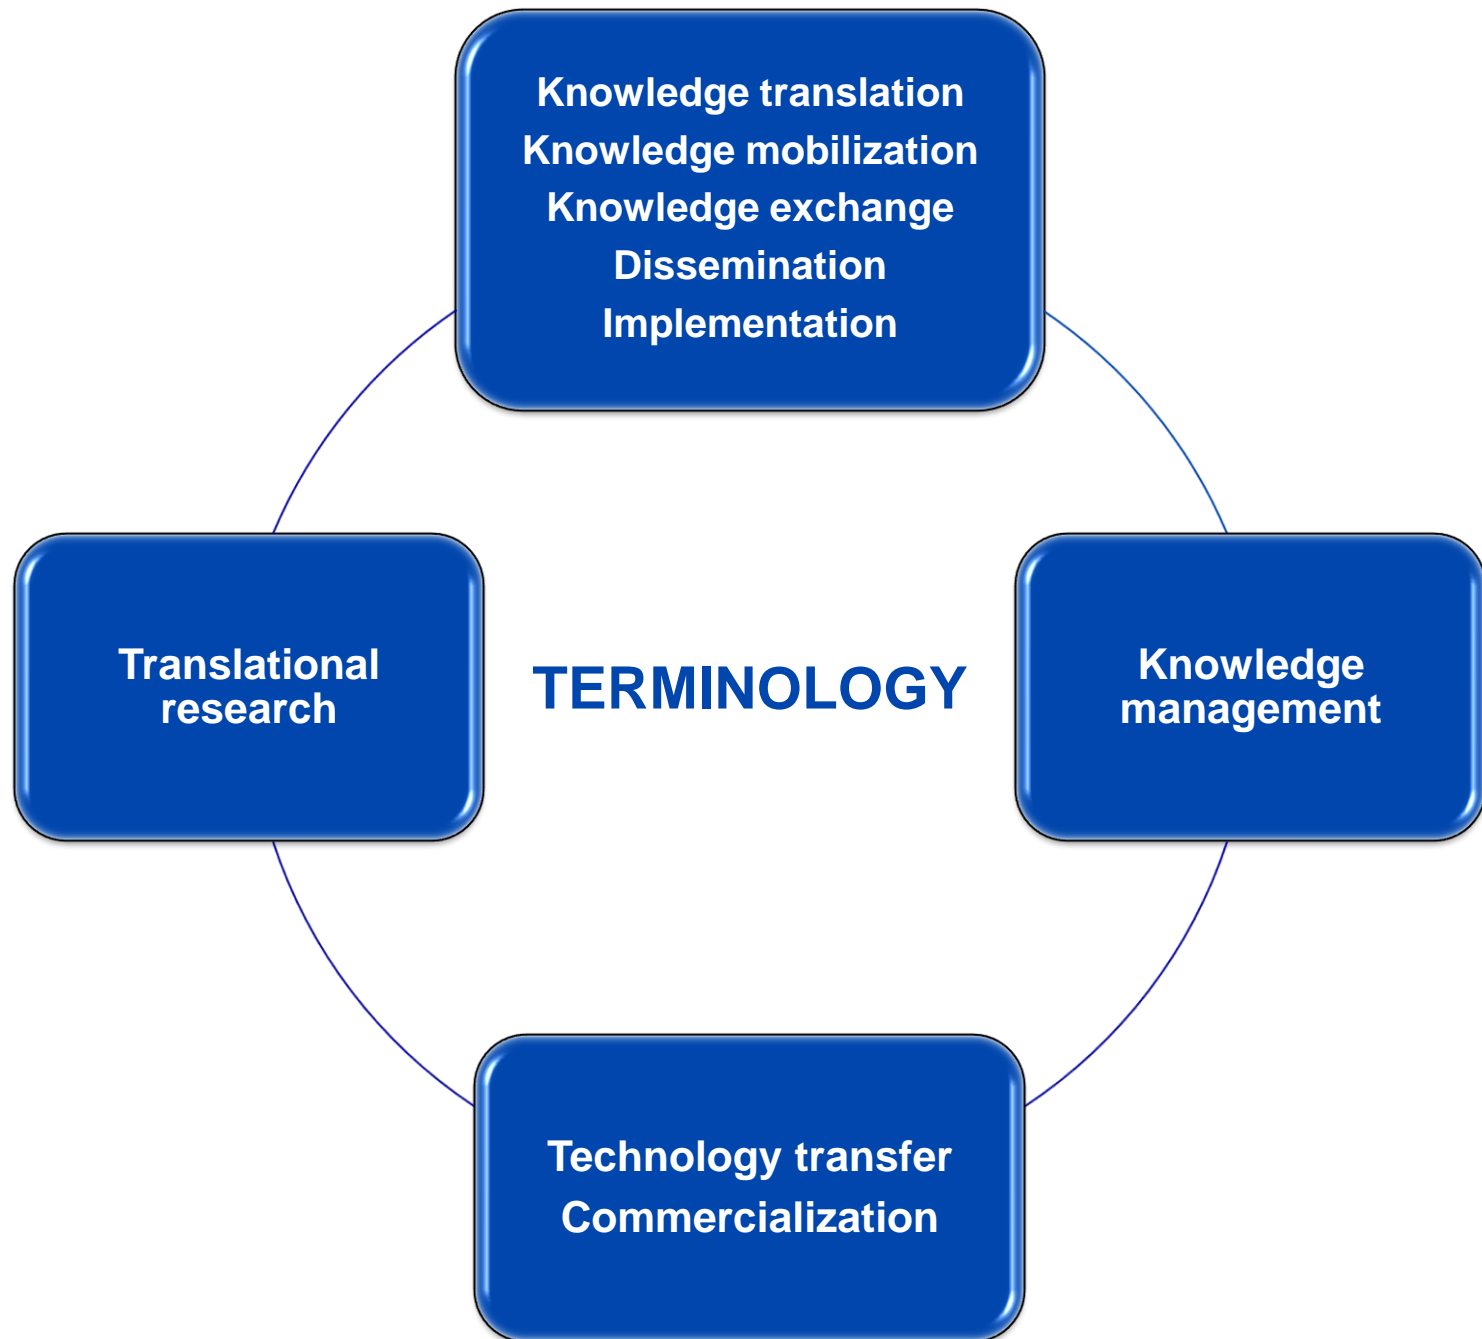 Knowledge translation
Knowledge mobilization
Knowledge exchange
Dissemination
Implementation
Translational
research
TERMINOLOGY
Knowledge
management
Technology transfer
Commercialization